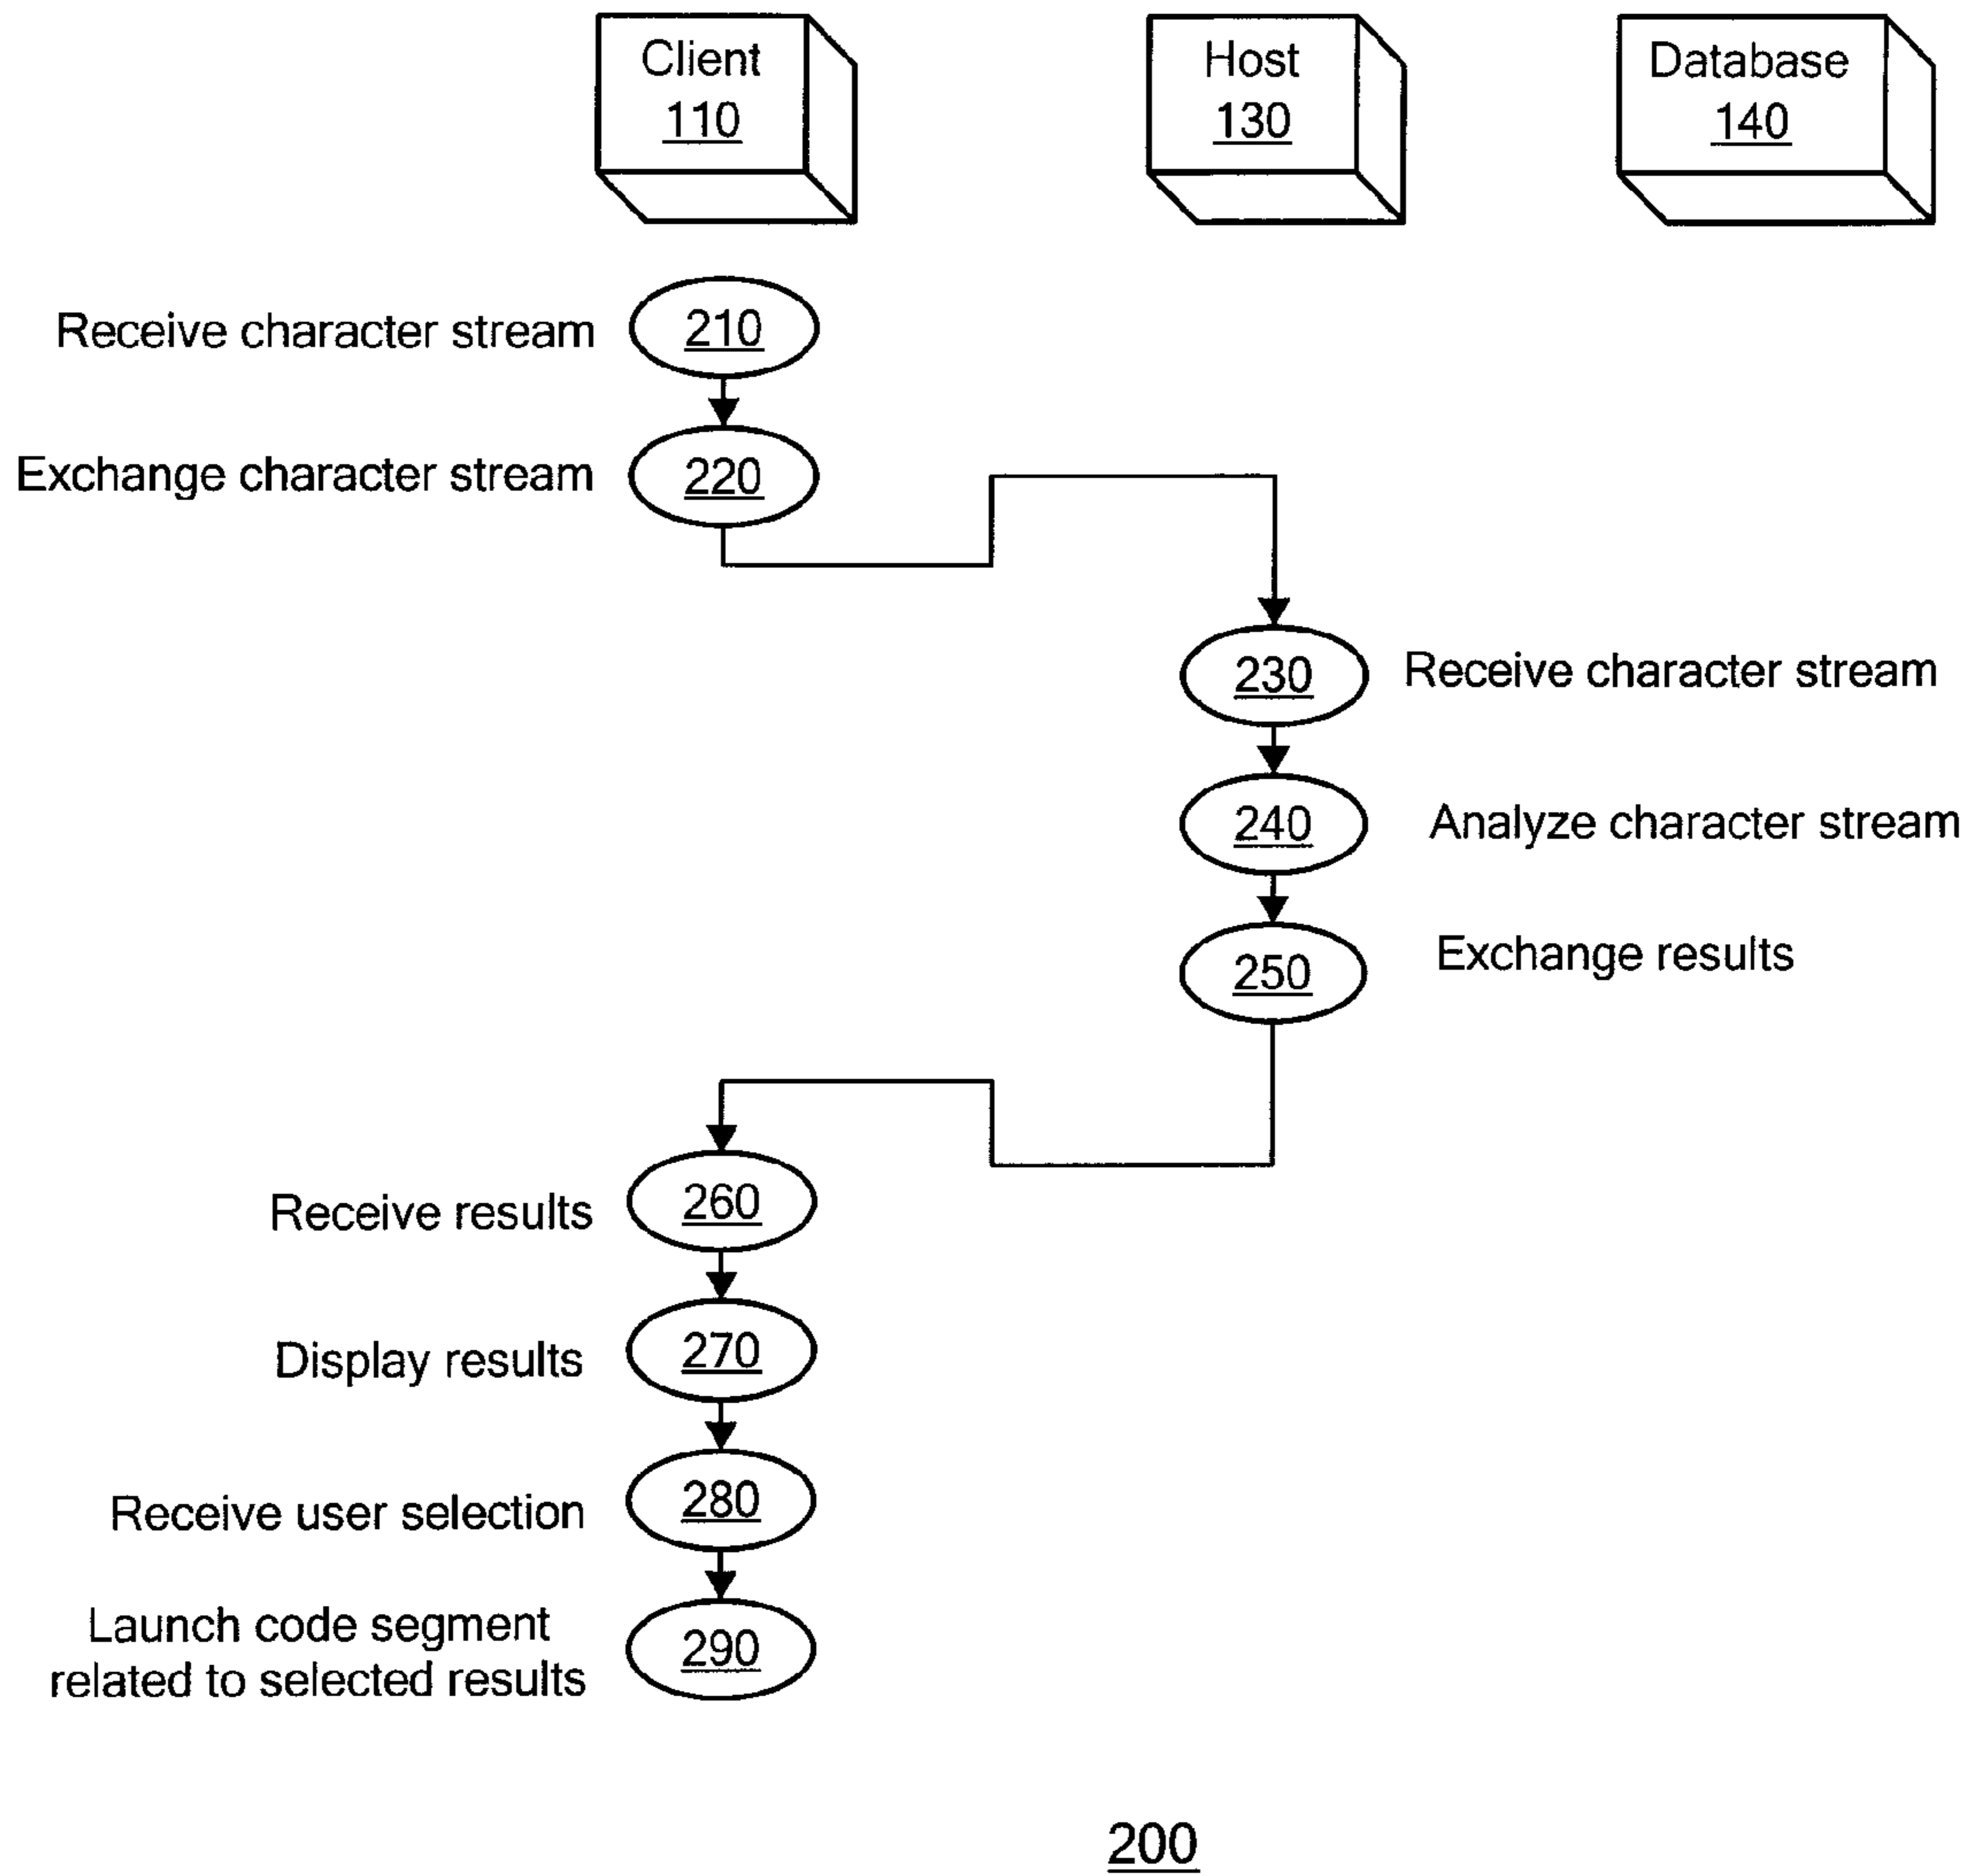 Client
110
Host
130
Database
140
Receive character stream
210
Exchange character stream
220
230
Receive character stream
240
Analyze character stream
250
Exchange results
Receive results
260
Display results
270
Receive user selection
280
Launch code segment
related to selected results
290
200